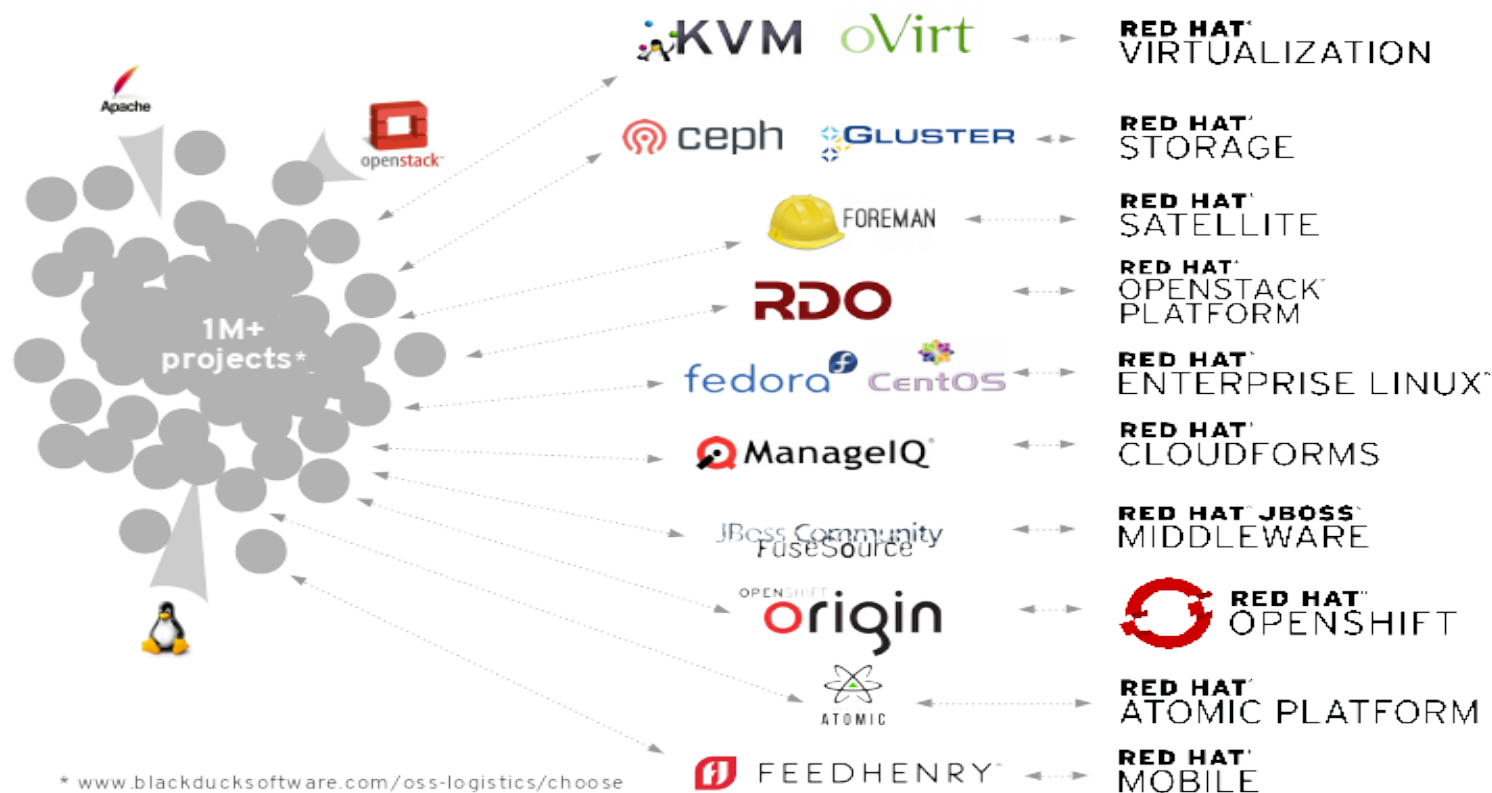 Apache
openstack™
1M+
projects*
KVM oVirt
RED HAT®
VIRTUALIZATION
ceph GLUSTER
RED HAT®
STORAGE
FOREMAN
RED HAT®
SATELLITE
RDO
RED HAT®
OPENSTACK™
PLATFORM
fedora CentOS
RED HAT®
ENTERPRISE LINUX®
ManageIQ®
RED HAT®
CLOUDFORMS
JBoss Community
FuseSource
RED HAT® JBOSS®
MIDDLEWARE
OPENSHIFT
origin
RED HAT®
OPENSHIFT
ATOMIC
RED HAT®
ATOMIC PLATFORM
FEEDHENRY™
RED HAT®
MOBILE
* www.blackducksoftware.com/oss-logistics/choose